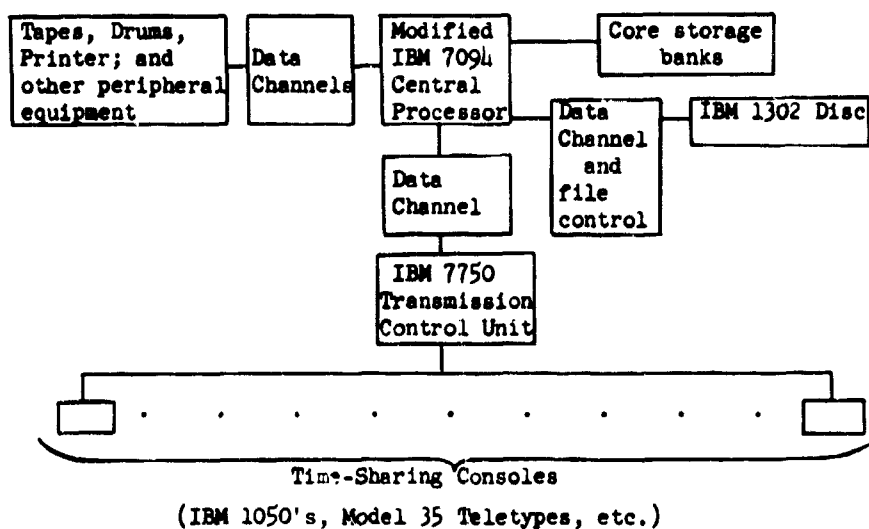 Tapes, Drums,
Printer; and
other peripheral
equipment
Data
Channels
Modified
IBM 7094
Central
Processor
Core storage
banks
Data
Channel
and
file
control
IBM 1302 Disc
Data
Channel
IBM 7750
Transmission
Control Unit
Time-Sharing Consoles
(IBM 1050's, Model 35 Teletypes, etc.)